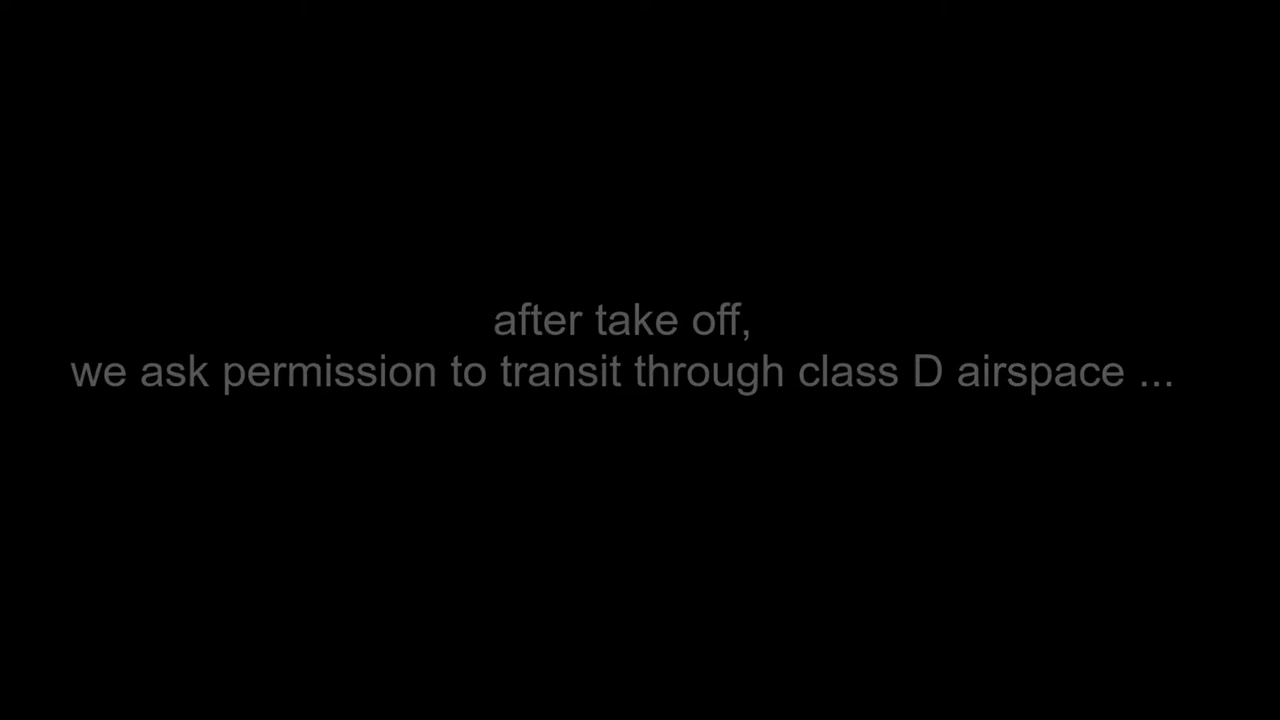 after take off,
we ask permission to transit through class D airspace ...